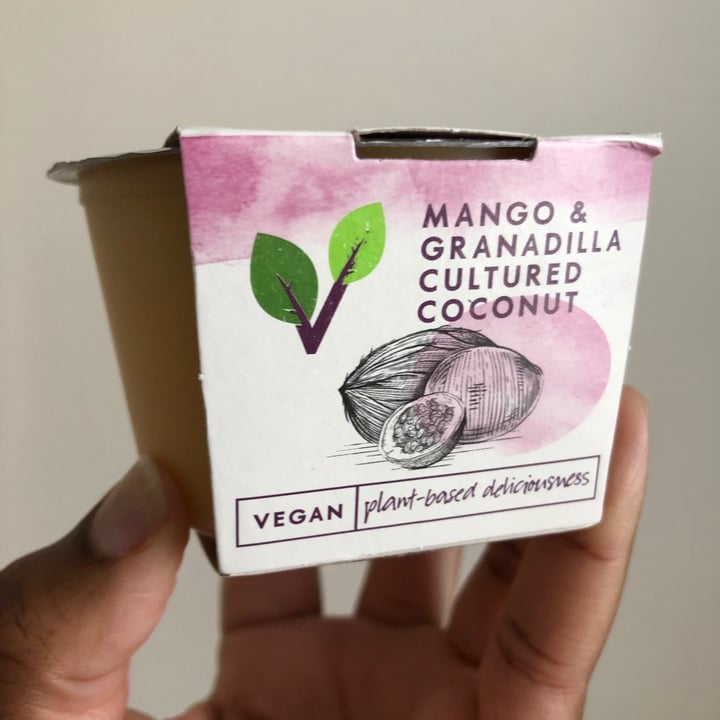 MANGO &
GRANADILLA
CULTURED
COCONUT
VEGAN plant-based deliciousness